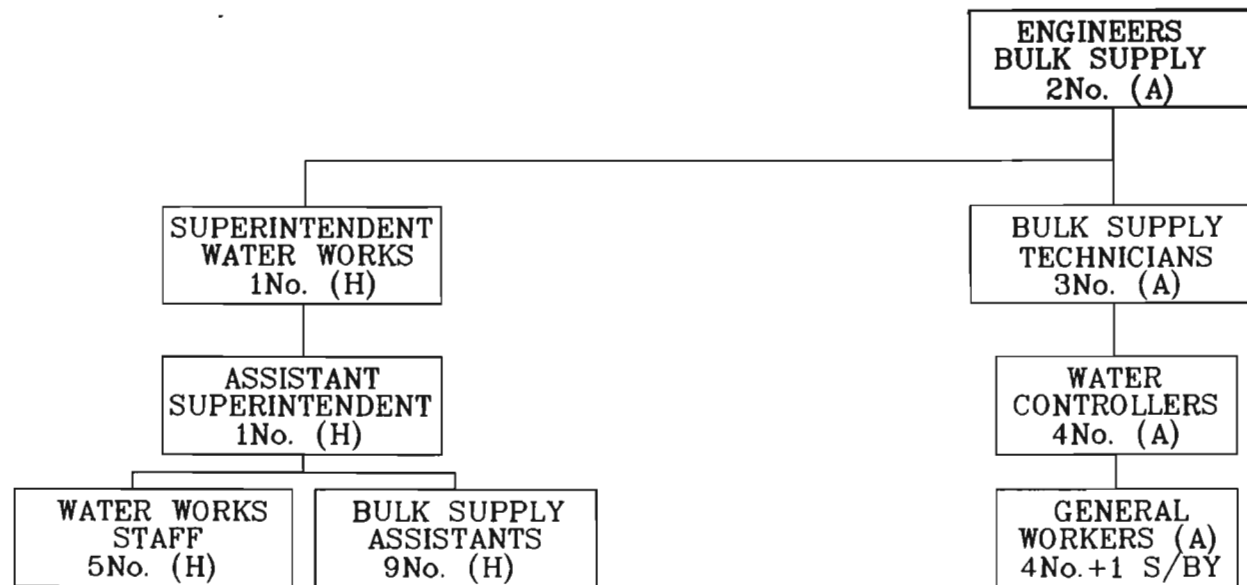 ENGINEERS
BULK SUPPLY
2No. (A)
SUPERINTENDENT
WATER WORKS
1No. (H)
BULK SUPPLY
TECHNICIANS
3No. (A)
ASSISTANT
SUPERINTENDENT
1No. (H)
WATER
CONTROLLERS
4No. (A)
WATER WORKS
STAFF
5No. (H)
BULK SUPPLY
ASSISTANTS
9No. (H)
GENERAL
WORKERS (A)
4No.+1 S/BY